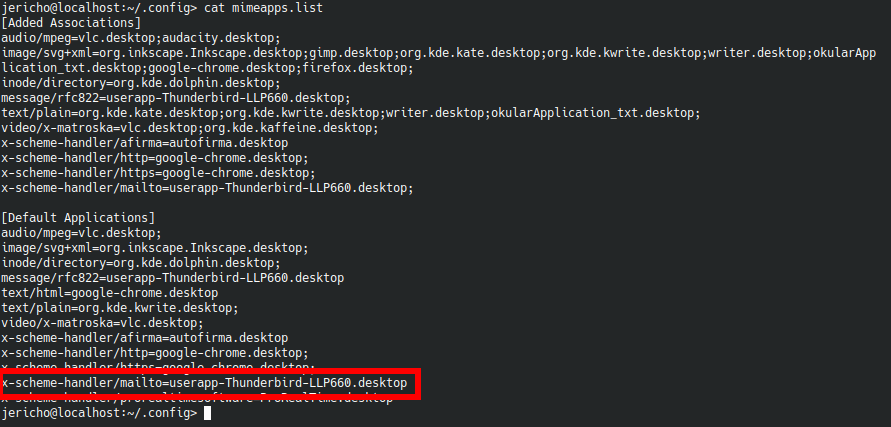 jericho@localhost:~/.config> cat mimeapps.list
[Added Associations]
audio/mpeg=vlc.desktop;audacity.desktop;
image/svg+xml=org.inkscape.Inkscape.desktop;gimp.desktop;org.kde.kate.desktop;org.kde.kwrite.desktop;writer.desktop;okularApp
lication_txt.desktop;google-chrome.desktop;firefox.desktop;
inode/directory=org.kde.dolphin.desktop;
message/rfc822=userapp-Thunderbird-LLP660.desktop;
text/plain=org.kde.kate.desktop;org.kde.kwrite.desktop;writer.desktop;okularApplication_txt.desktop;
video/x-matroska=vlc.desktop;org.kde.kaffeine.desktop;
x-scheme-handler/afirma=autofirma.desktop
x-scheme-handler/http=google-chrome.desktop;
x-scheme-handler/https=google-chrome.desktop;
x-scheme-handler/mailto=userapp-Thunderbird-LLP660.desktop;
[Default Applications]
audio/mpeg=vlc.desktop;
image/svg+xml=org.inkscape.Inkscape.desktop;
inode/directory=org.kde.dolphin.desktop;
message/rfc822=userapp-Thunderbird-LLP660.desktop
text/html=google-chrome.desktop
text/plain=org.kde.kwrite.desktop;
video/x-matroska=vlc.desktop;
x-scheme-handler/afirma=autofirma.desktop
x-scheme-handler/http=google-chrome.desktop;
x-scheme-handler/https=google-chrome.desktop;
x-scheme-handler/mailto=userapp-Thunderbird-LLP660.desktop
x-scheme-handler/prorealtimesoftware=ProRealTime.desktop
jericho@localhost:~/.config>